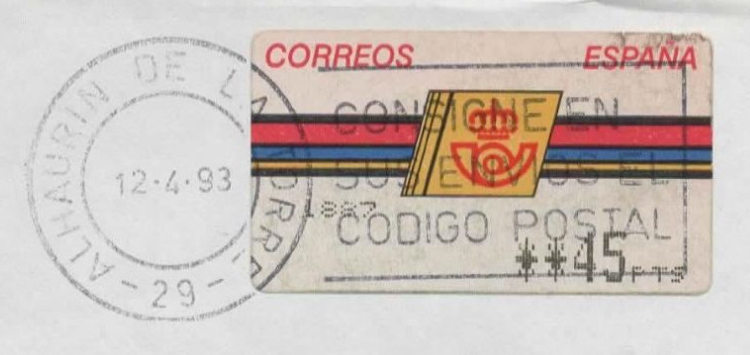 ALHAURIN DE LA TORRE
12·4·93
-29-
CORREOS ESPAÑA
CONSIGNE EN
SUS ENVIOS EL
1887
CODIGO POSTAL
**45 PTS